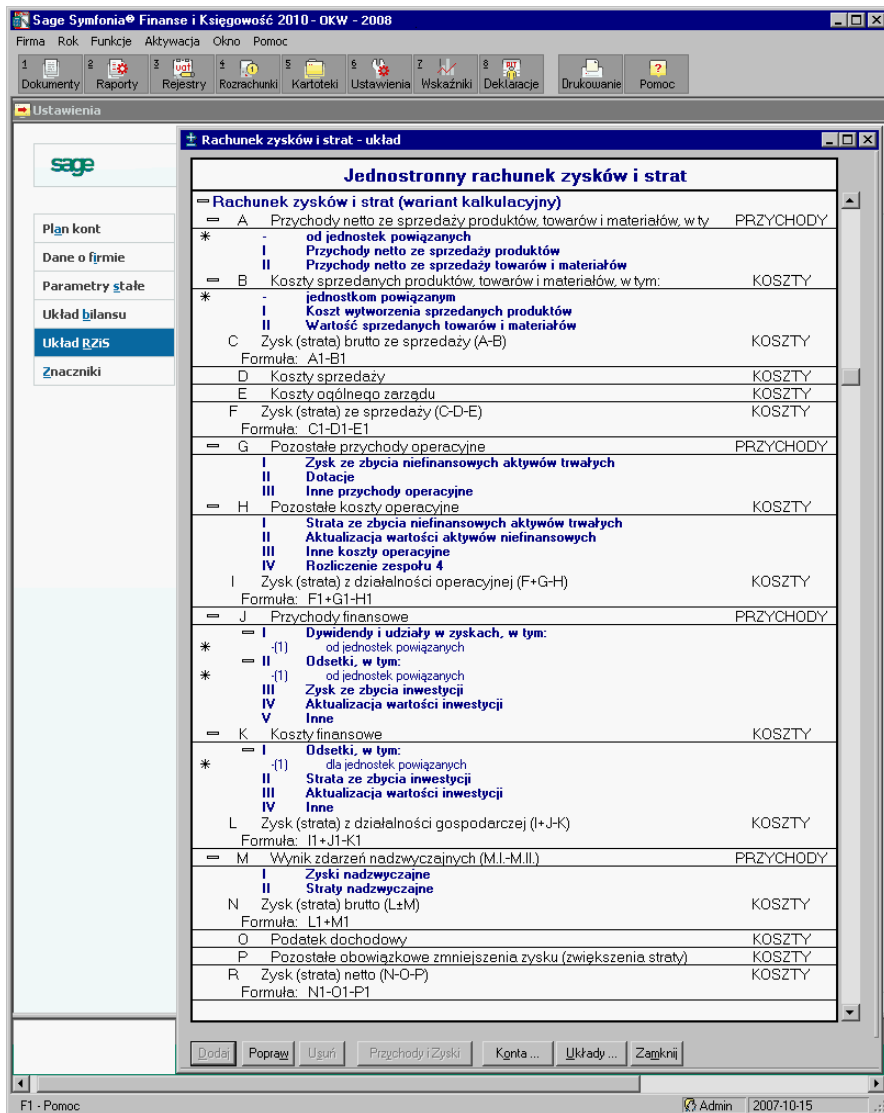 Sage Symfonia® Finanse i Księgowość 2010 - OKW - 2008
Firma Rok Funkcje Aktywacja Okno Pomoc
1 Dokumenty 2 Raporty 3 Rejestry 4 Rozrachunki 5 Kartoteki 6 Ustawienia 7 Wskaźniki 8 Deklaracje Drukowanie Pomoc
Ustawienia
sage
Plan kont
Dane o firmie
Parametry stałe
Układ bilansu
Układ RZiS
Znaczniki
Rachunek zysków i strat - układ
Jednostronny rachunek zysków i strat
Rachunek zysków i strat (wariant kalkulacyjny)
A Przychody netto ze sprzedaży produktów, towarów i materiałów, w ty PRZYCHODY
* - od jednostek powiązanych
I Przychody netto ze sprzedaży produktów
II Przychody netto ze sprzedaży towarów i materiałów
B Koszty sprzedanych produktów, towarów i materiałów, w tym: KOSZTY
* - jednostkom powiązanym
I Koszt wytworzenia sprzedanych produktów
II Wartość sprzedanych towarów i materiałów
C Zysk (strata) brutto ze sprzedaży (A-B) KOSZTY
Formuła: A1-B1
D Koszty sprzedaży KOSZTY
E Koszty ogólnego zarządu KOSZTY
F Zysk (strata) ze sprzedaży (C-D-E) KOSZTY
Formuła: C1-D1-E1
G Pozostałe przychody operacyjne PRZYCHODY
I Zysk ze zbycia niefinansowych aktywów trwałych
II Dotacje
III Inne przychody operacyjne
H Pozostałe koszty operacyjne KOSZTY
I Strata ze zbycia niefinansowych aktywów trwałych
II Aktualizacja wartości aktywów niefinansowych
III Inne koszty operacyjne
IV Rozliczenie zespołu 4
I Zysk (strata) z działalności operacyjnej (F+G-H) KOSZTY
Formuła: F1+G1-H1
J Przychody finansowe PRZYCHODY
I Dywidendy i udziały w zyskach, w tym:
* -(1) od jednostek powiązanych
II Odsetki, w tym:
* -(1) od jednostek powiązanych
III Zysk ze zbycia inwestycji
IV Aktualizacja wartości inwestycji
V Inne
K Koszty finansowe KOSZTY
I Odsetki, w tym:
* -(1) dla jednostek powiązanych
II Strata ze zbycia inwestycji
III Aktualizacja wartości inwestycji
IV Inne
L Zysk (strata) z działalności gospodarczej (I+J-K) KOSZTY
Formuła: I1+J1-K1
M Wynik zdarzeń nadzwyczajnych (M.I.-M.II.) PRZYCHODY
I Zyski nadzwyczajne
II Straty nadzwyczajne
N Zysk (strata) brutto (L±M) KOSZTY
Formuła: L1+M1
O Podatek dochodowy KOSZTY
P Pozostałe obowiązkowe zmniejszenia zysku (zwiększenia straty) KOSZTY
R Zysk (strata) netto (N-O-P) KOSZTY
Formuła: N1-O1-P1
Dodaj Popraw Usuń Przychody i Zyski Konta ... Układy ... Zamknij
F1 - Pomoc Admin 2007-10-15